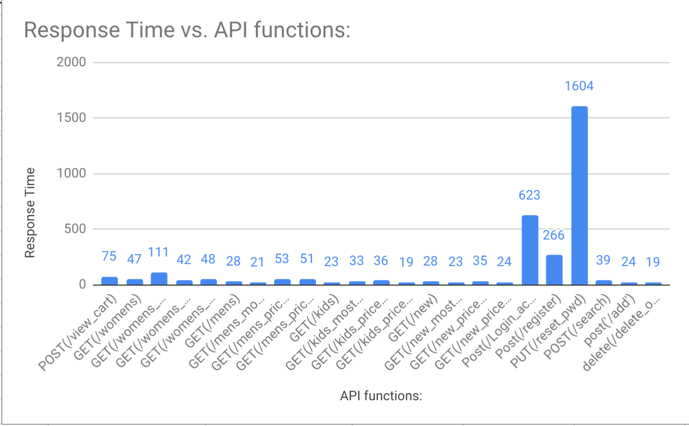 Response Time vs. API functions:
2000
1500
1000
500
0
Response Time
75
47
111
42
48
28
21
53
51
23
33
36
19
28
23
35
24
623
266
1604
39
24
19
POST(/view_cart)
GET(/womens)
GET(/womens_...
GET(/womens_...
GET(/womens_...
GET(/mens)
GET(/mens_mo...
GET(/mens_pric...
GET(/mens_pric...
GET(/kids)
GET(/kids_most...
GET(/kids_price...
GET(/kids_price...
GET(/new)
GET(/new_most...
GET(/new_price...
GET(/new_price...
Post(/Login_ac...
Post(/register)
PUT(/reset_pwd)
POST(/search)
post('/add')
delete(/delete_o...
API functions: